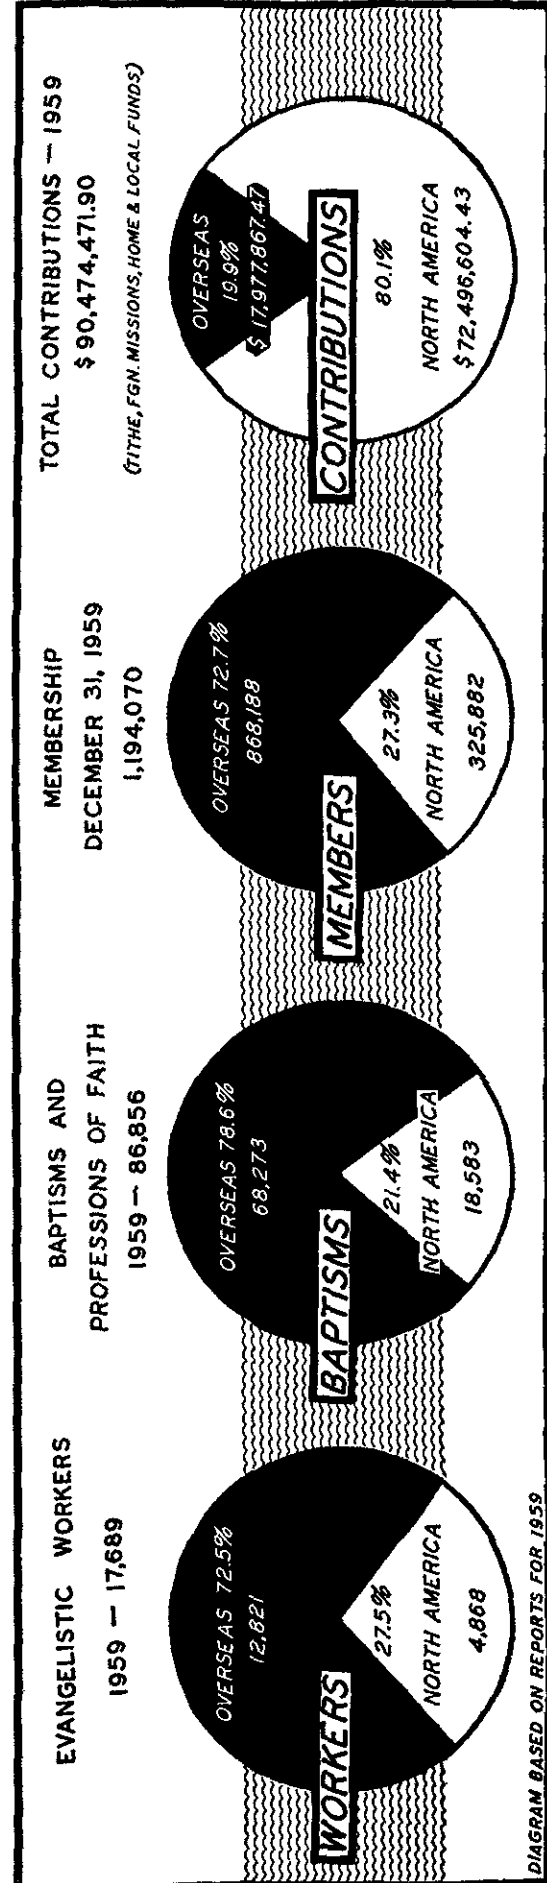 EVANGELISTIC WORKERS
1959 — 17,689
OVERSEAS 72.5%
12,821
WORKERS
27.5%
NORTH AMERICA
4,868
BAPTISMS AND
PROFESSIONS OF FAITH
1959 — 86,856
OVERSEAS 78.6%
68,273
BAPTISMS
21.4%
NORTH AMERICA
18,583
MEMBERSHIP
DECEMBER 31, 1959
1,194,070
OVERSEAS 72.7%
868,188
MEMBERS
27.3%
NORTH AMERICA
325,882
TOTAL CONTRIBUTIONS — 1959
$ 90,474,471.90
(TITHE, FGN. MISSIONS, HOME & LOCAL FUNDS)
OVERSEAS
19.9%
$ 17,977,867.47
CONTRIBUTIONS
80.1%
NORTH AMERICA
$72,496,604.43
DIAGRAM BASED ON REPORTS FOR 1959